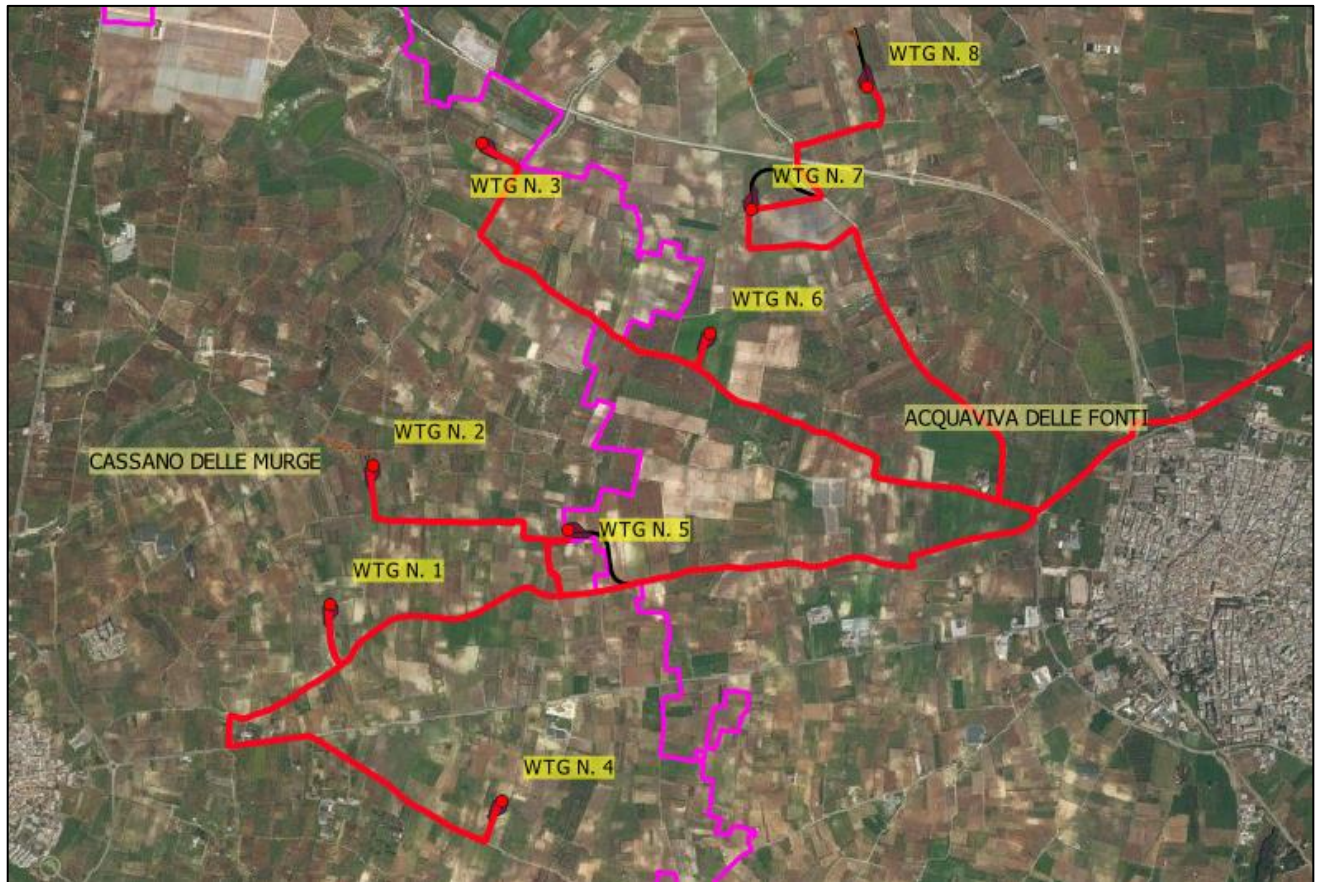 WTG N. 8
WTG N. 7
WTG N. 3
WTG N. 6
ACQUAVIVA DELLE FONTI
WTG N. 2
CASSANO DELLE MURGE
WTG N. 5
WTG N. 1
WTG N. 4